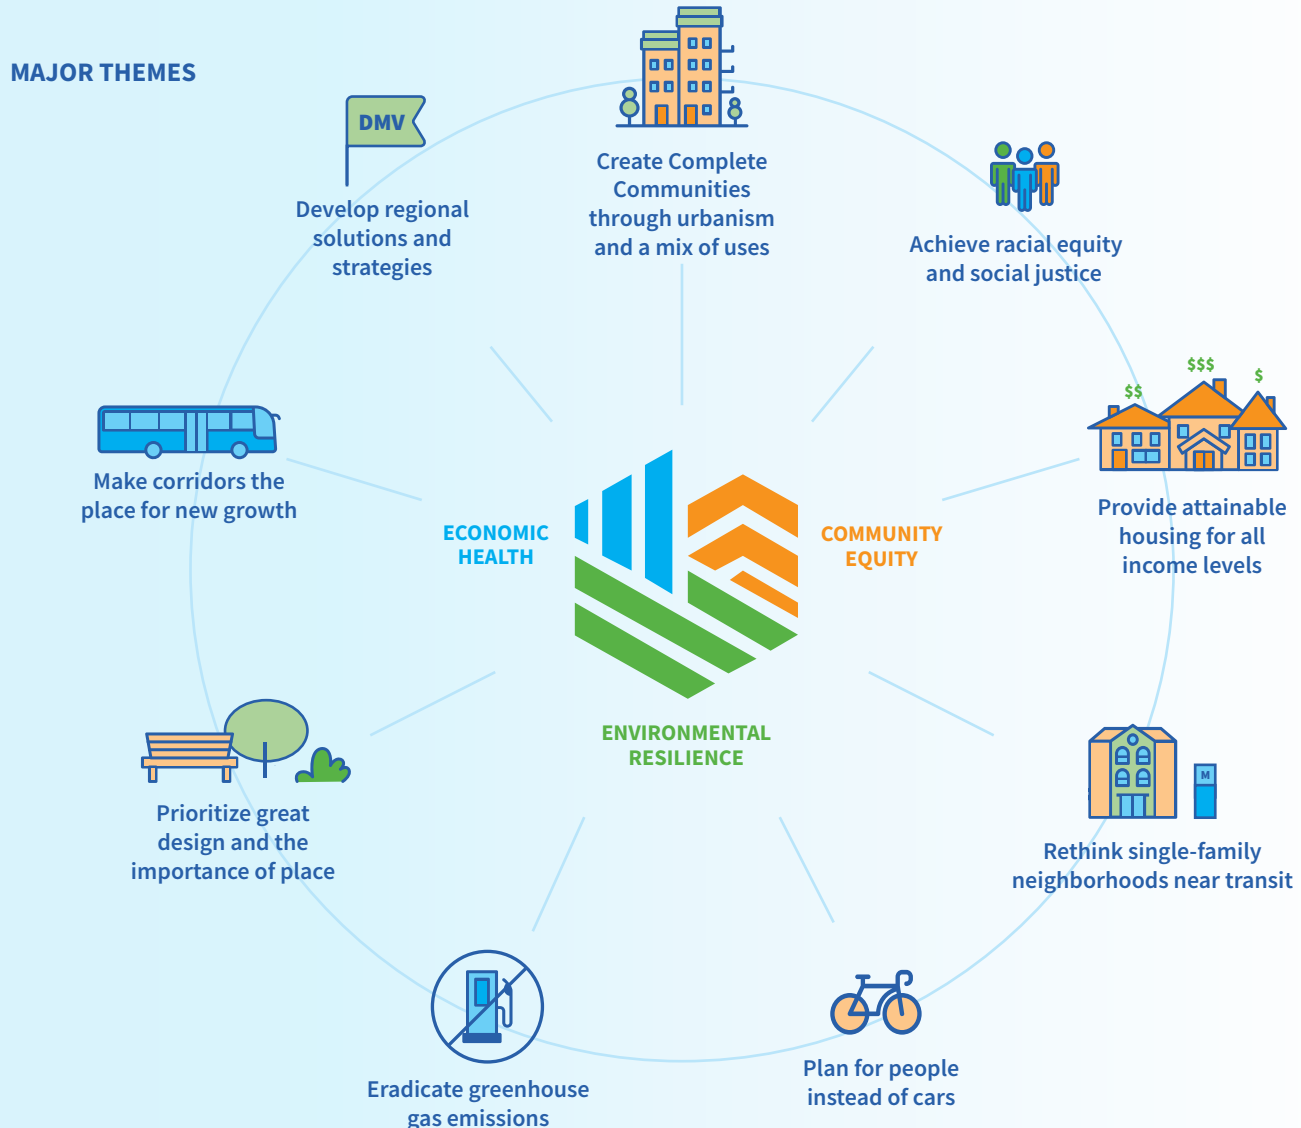 MAJOR THEMES
DMV
Develop regional
solutions and
strategies
Create Complete
Communities
through urbanism
and a mix of uses
Achieve racial equity
and social justice
$$
$$$
$
Provide attainable
housing for all
income levels
Make corridors the
place for new growth
ECONOMIC
HEALTH
COMMUNITY
EQUITY
ENVIRONMENTAL
RESILIENCE
Prioritize great
design and the
importance of place
M
Rethink single-family
neighborhoods near transit
Eradicate greenhouse
gas emissions
Plan for people
instead of cars